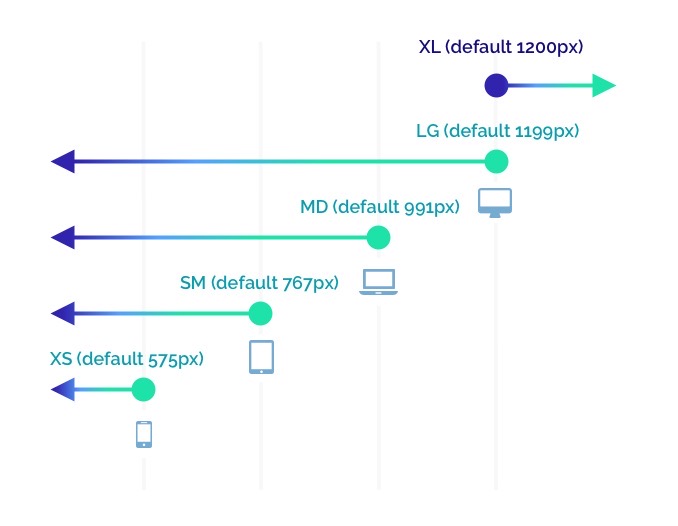 XL (default 1200px)
LG (default 1199px)
MD (default 991px)
SM (default 767px)
XS (default 575px)